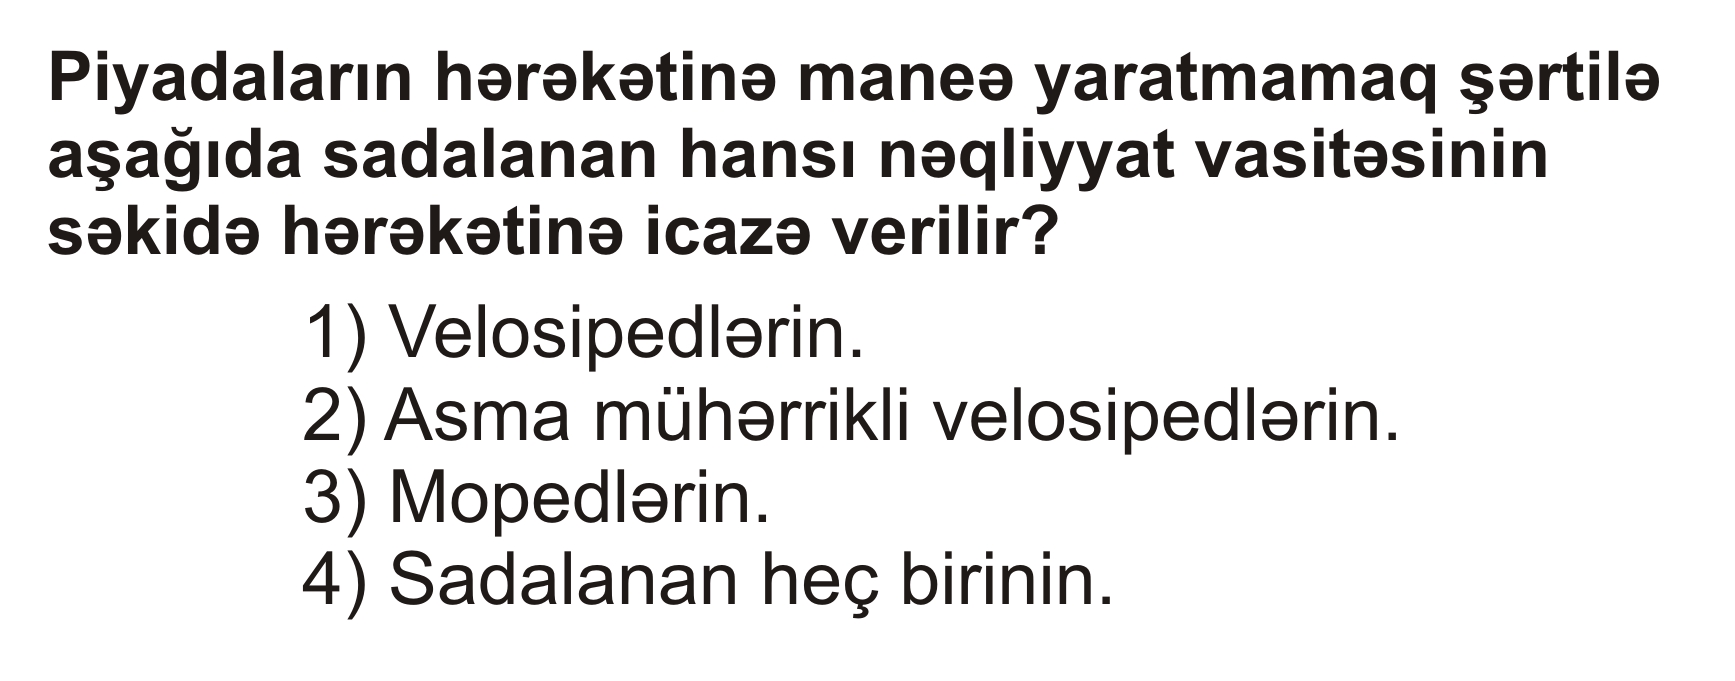 Piyadaların hərəkətinə maneə yaratmamaq şərtilə
aşağıda sadalanan hansı nəqliyyat vasitəsinin
səkidə hərəkətinə icazə verilir?
1) Velosipedlərin.
2) Asma mühərrikli velosipedlərin.
3) Mopedlərin.
4) Sadalanan heç birinin.